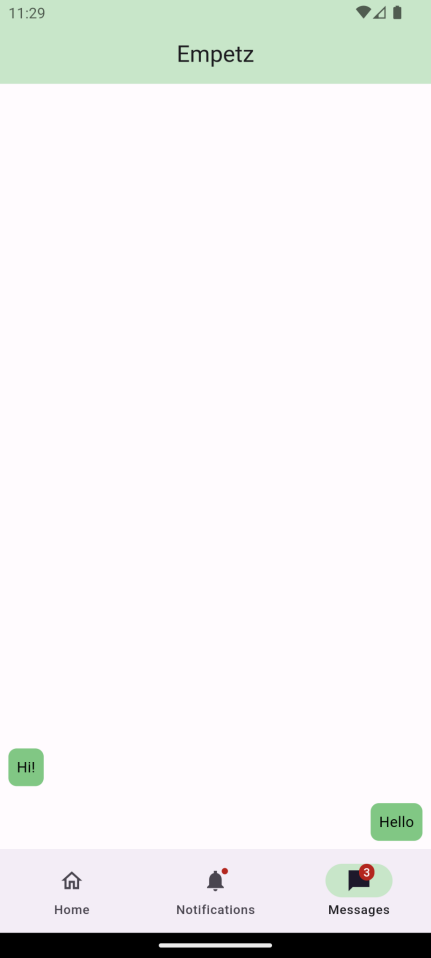 11:29
Empetz
Hi!
Hello
3
Home
Notifications
Messages